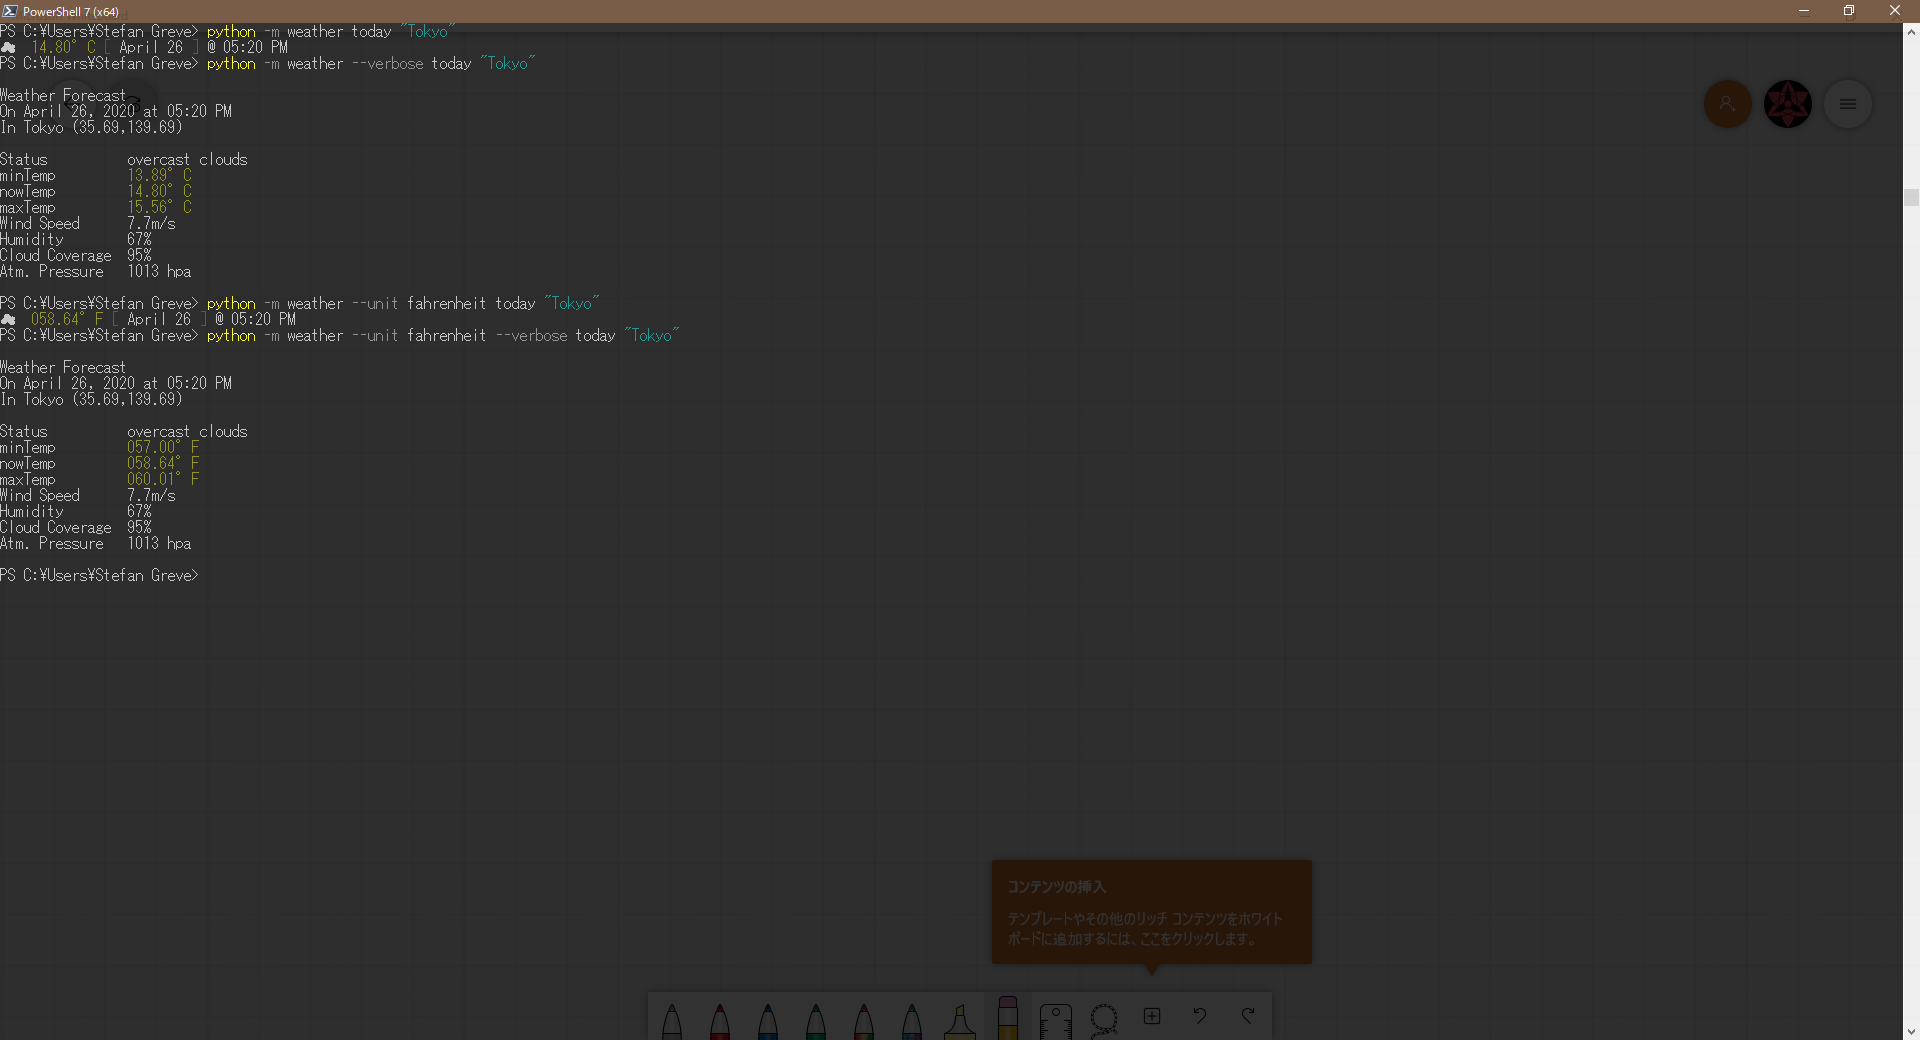 PowerShell 7 (x64)
PS C:¥Users¥Stefan Greve> python -m weather today "Tokyo"
14.80° C [ April 26 ] @ 05:20 PM
PS C:¥Users¥Stefan Greve> python -m weather --verbose today "Tokyo"
Weather Forecast
On April 26, 2020 at 05:20 PM
In Tokyo (35.69,139.69)
Status overcast clouds
minTemp 13.89° C
nowTemp 14.80° C
maxTemp 15.56° C
Wind Speed 7.7m/s
Humidity 67%
Cloud Coverage 95%
Atm. Pressure 1013 hpa
PS C:¥Users¥Stefan Greve> python -m weather --unit fahrenheit today "Tokyo"
058.64° F [ April 26 ] @ 05:20 PM
PS C:¥Users¥Stefan Greve> python -m weather --unit fahrenheit --verbose today "Tokyo"
Weather Forecast
On April 26, 2020 at 05:20 PM
In Tokyo (35.69,139.69)
Status overcast clouds
minTemp 057.00° F
nowTemp 058.64° F
maxTemp 060.01° F
Wind Speed 7.7m/s
Humidity 67%
Cloud Coverage 95%
Atm. Pressure 1013 hpa
PS C:¥Users¥Stefan Greve>
コンテンツの挿入
テンプレートやその他のリッチ コンテンツをホワイト
ボードに追加するには、ここをクリックします。